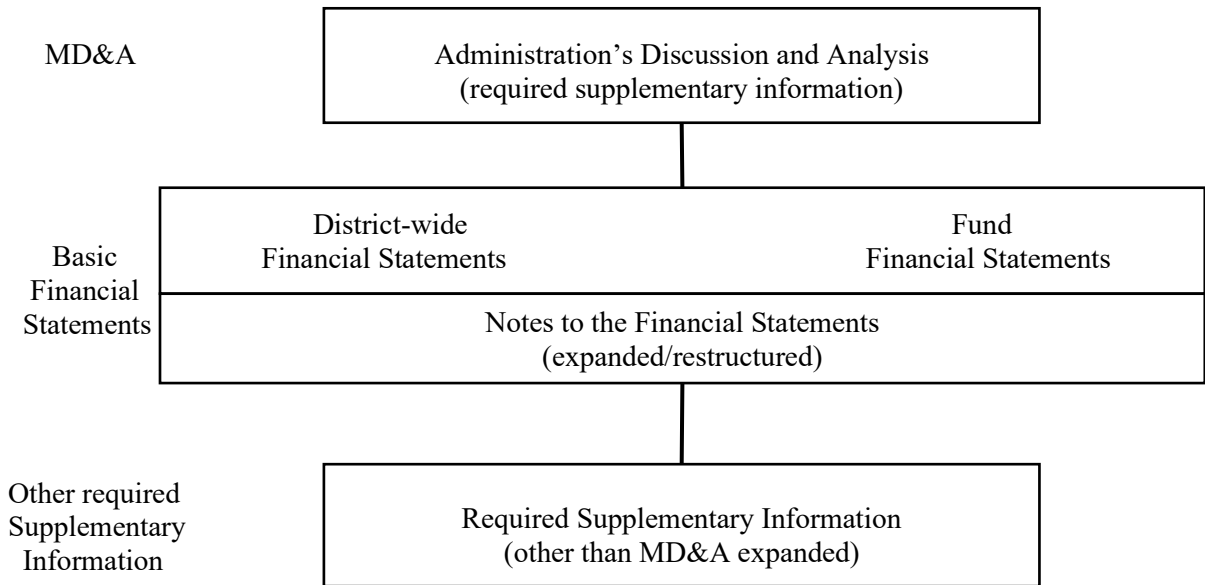 MD&A
Administration’s Discussion and Analysis
(required supplementary information)
District-wide
Financial Statements
Fund
Financial Statements
Basic
Financial
Statements
Notes to the Financial Statements
(expanded/restructured)
Other required
Supplementary
Information
Required Supplementary Information
(other than MD&A expanded)